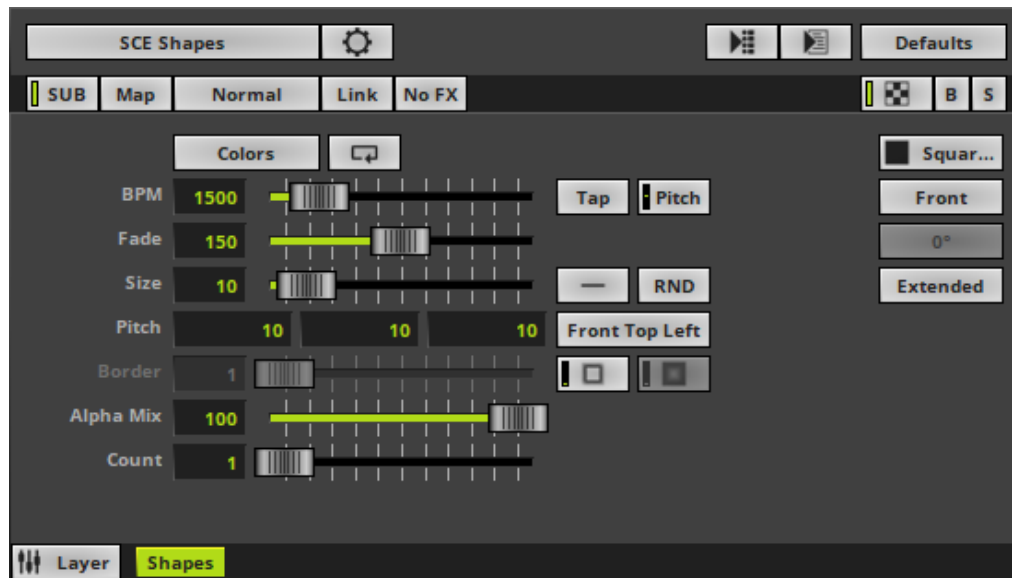 SCE Shapes Defaults
SUB Map Normal Link No FX B S
Colors Squar...
BPM 1500 Tap Pitch Front
Fade 150 0°
Size 10 RND Extended
Pitch 10 10 10 Front Top Left
Border 1
Alpha Mix 100
Count 1
Layer Shapes